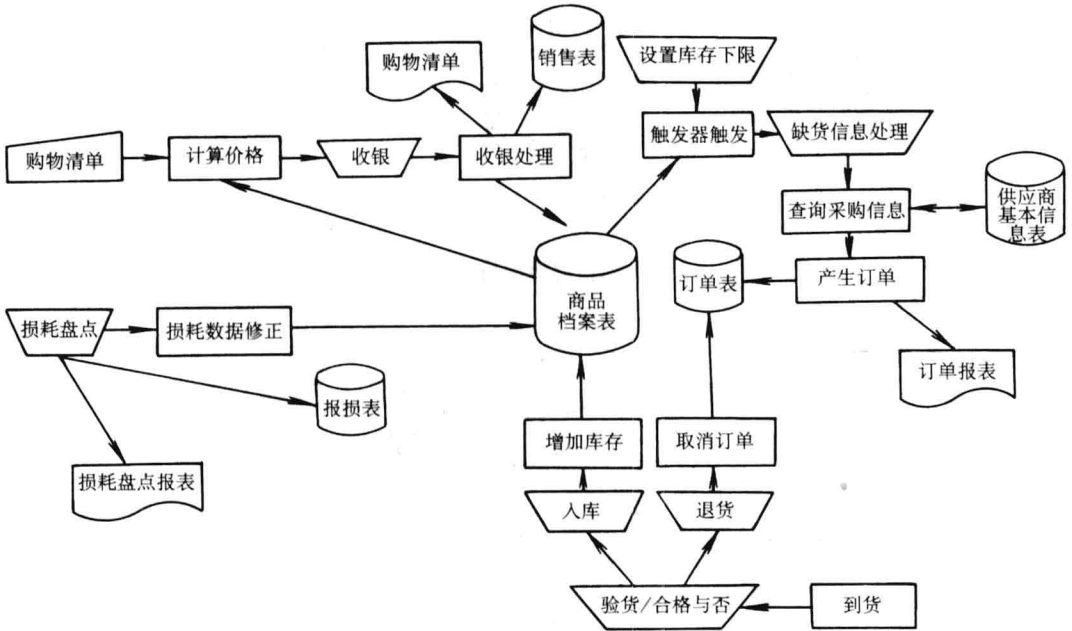 购物清单
销售表
设置库存下限
购物清单
计算价格
收银
收银处理
触发器触发
缺货信息处理
查询采购信息
供应商
基本信
息表
商品
档案表
订单表
产生订单
损耗盘点
损耗数据修正
报损表
订单报表
损耗盘点报表
增加库存
取消订单
入库
退货
验货/合格与否
到货